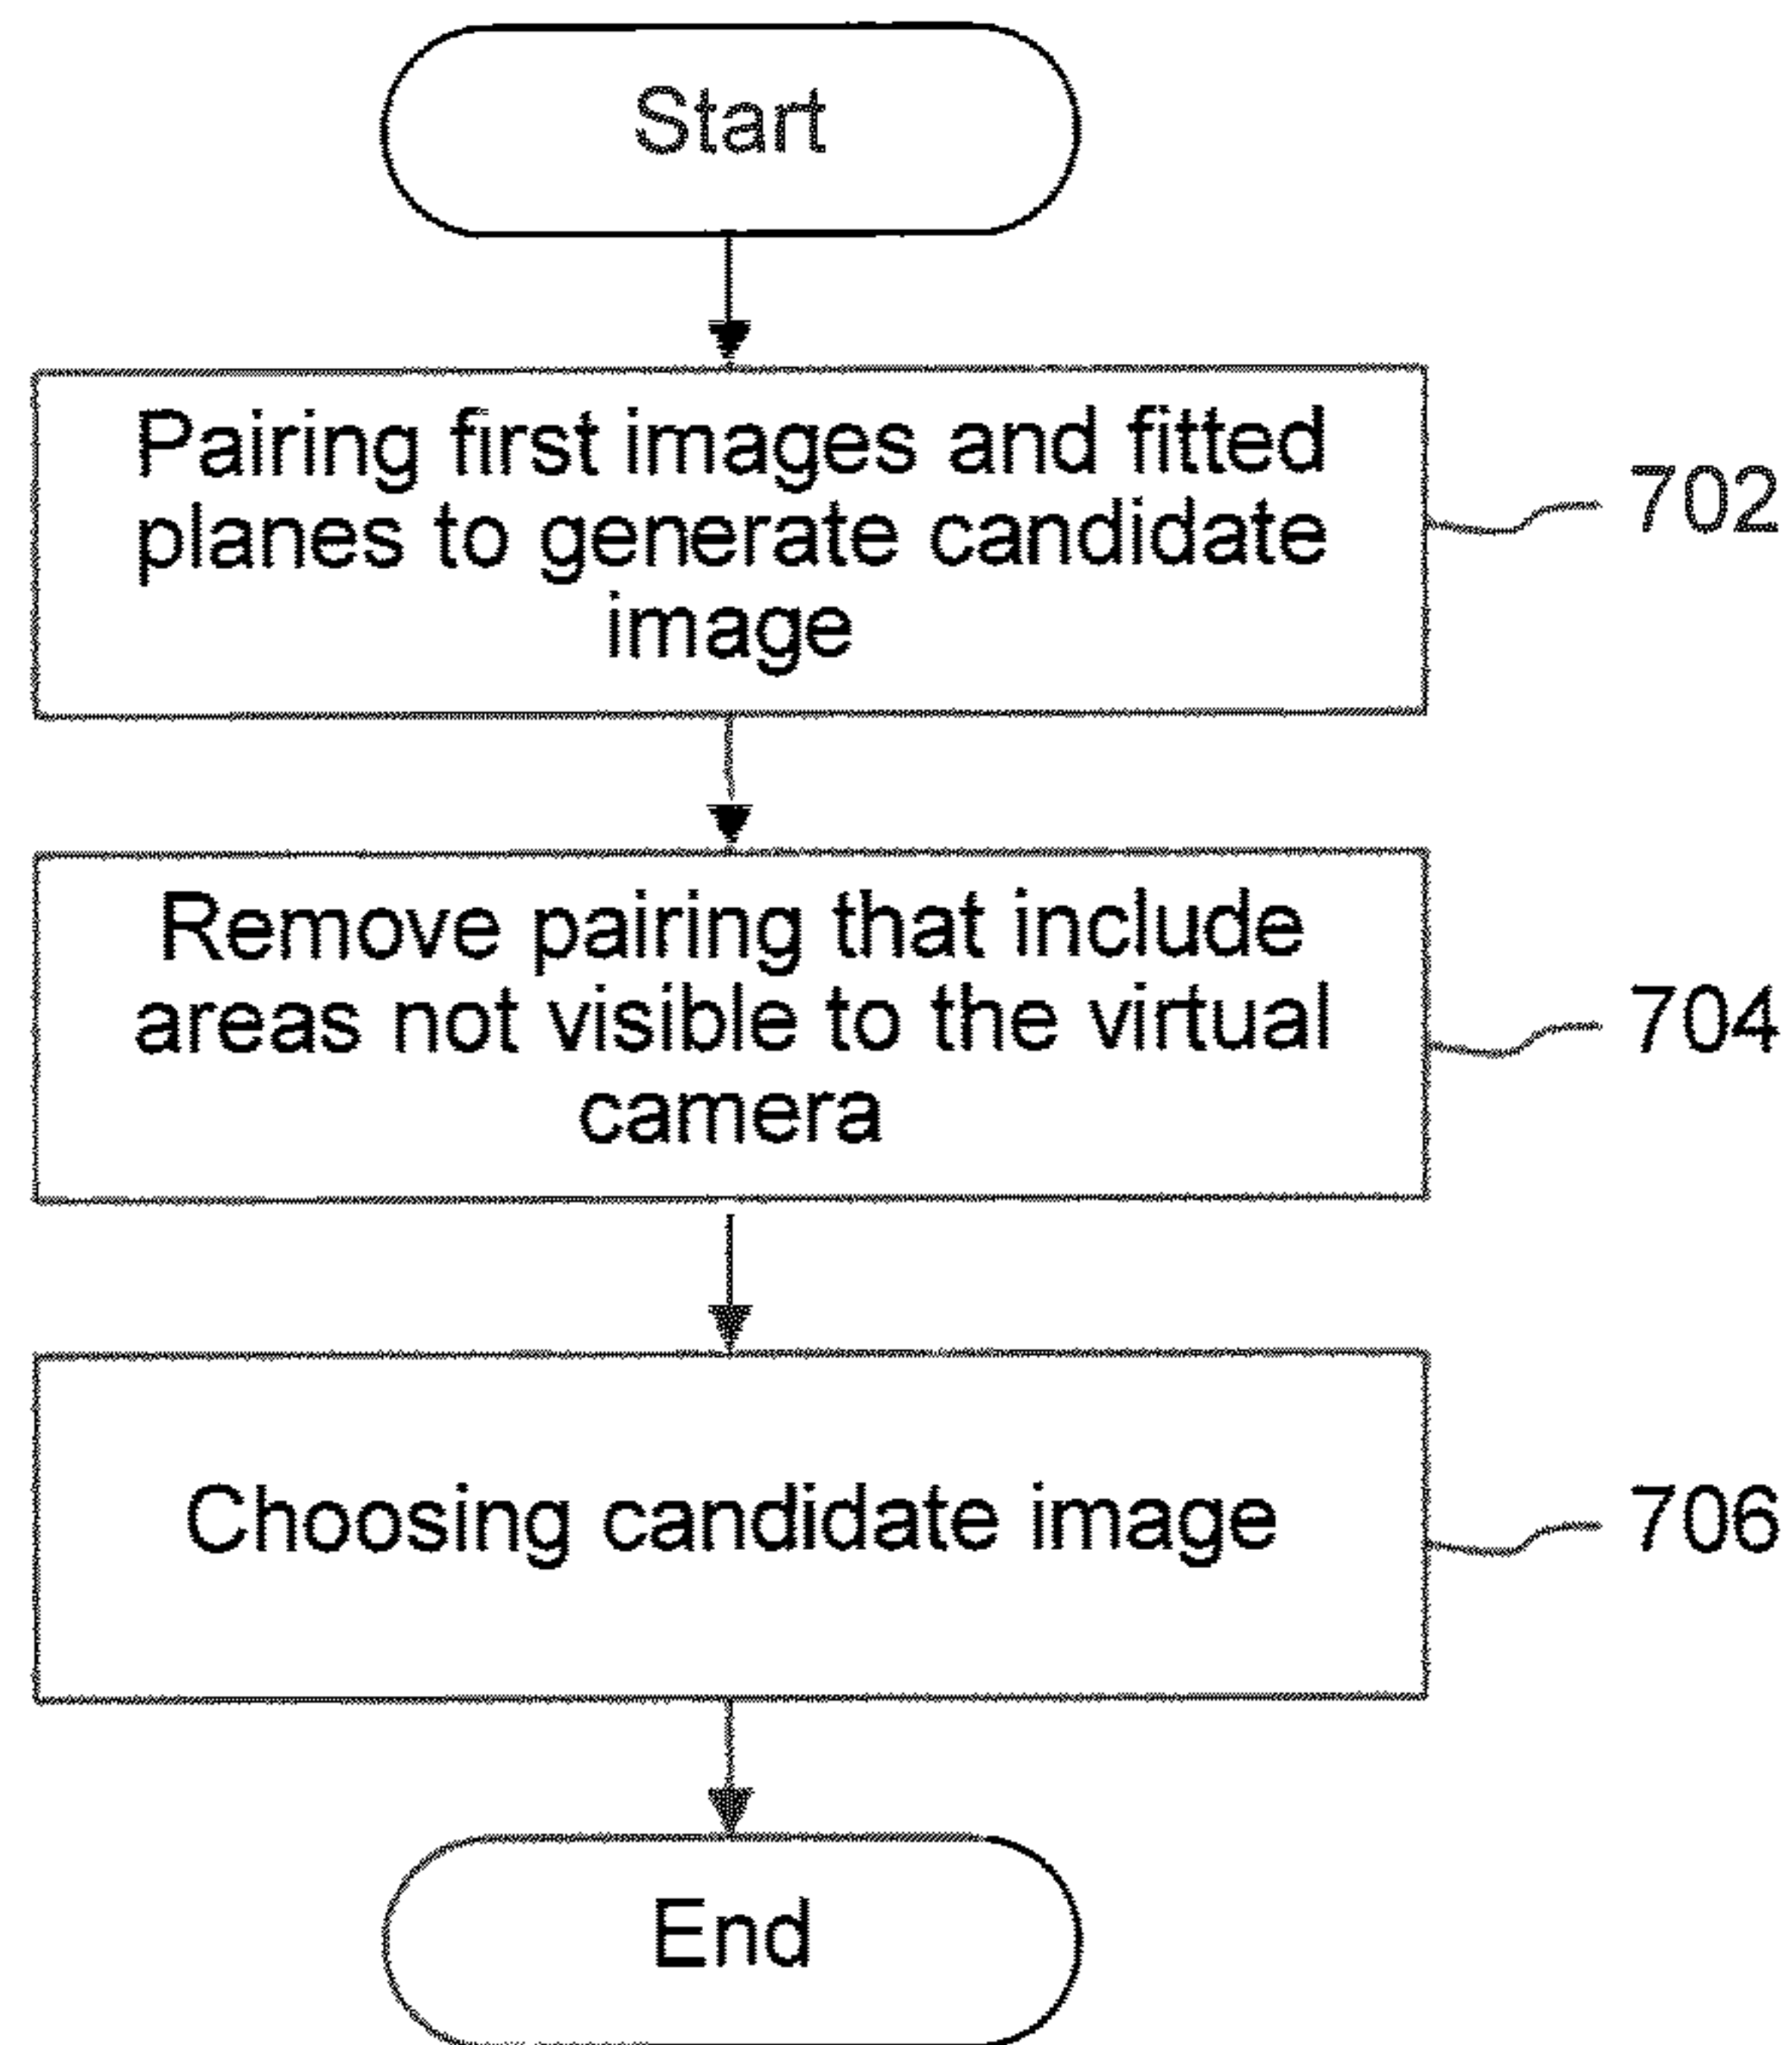 Start
Pairing first images and fitted
planes to generate candidate
image
702
Remove pairing that include
areas not visible to the virtual
camera
704
Choosing candidate image
706
End